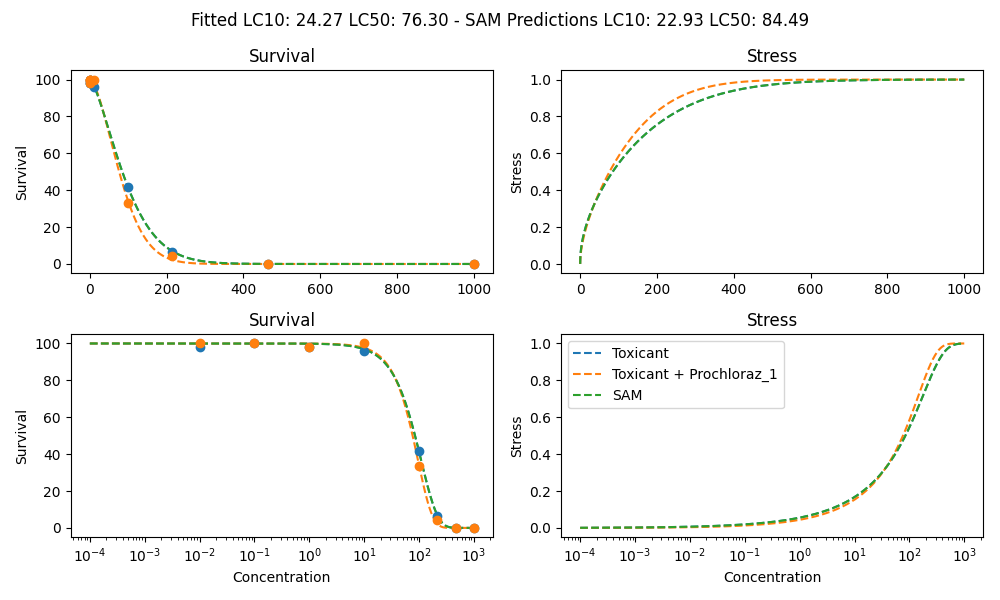 Fitted LC10: 24.27 LC50: 76.30 - SAM Predictions LC10: 22.93 LC50: 84.49
Survival
Stress
Survival
100
80
60
40
20
0
0 200 400 600 800 1000
Stress
1.0
0.8
0.6
0.4
0.2
0.0
0 200 400 600 800 1000
Survival
Stress
Survival
100
80
60
40
20
0
10⁻⁴ 10⁻³ 10⁻² 10⁻¹ 10⁰ 10¹ 10² 10³
Concentration
Stress
1.0
0.8
0.6
0.4
0.2
0.0
Toxicant
Toxicant + Prochloraz_1
SAM
10⁻⁴ 10⁻³ 10⁻² 10⁻¹ 10⁰ 10¹ 10² 10³
Concentration